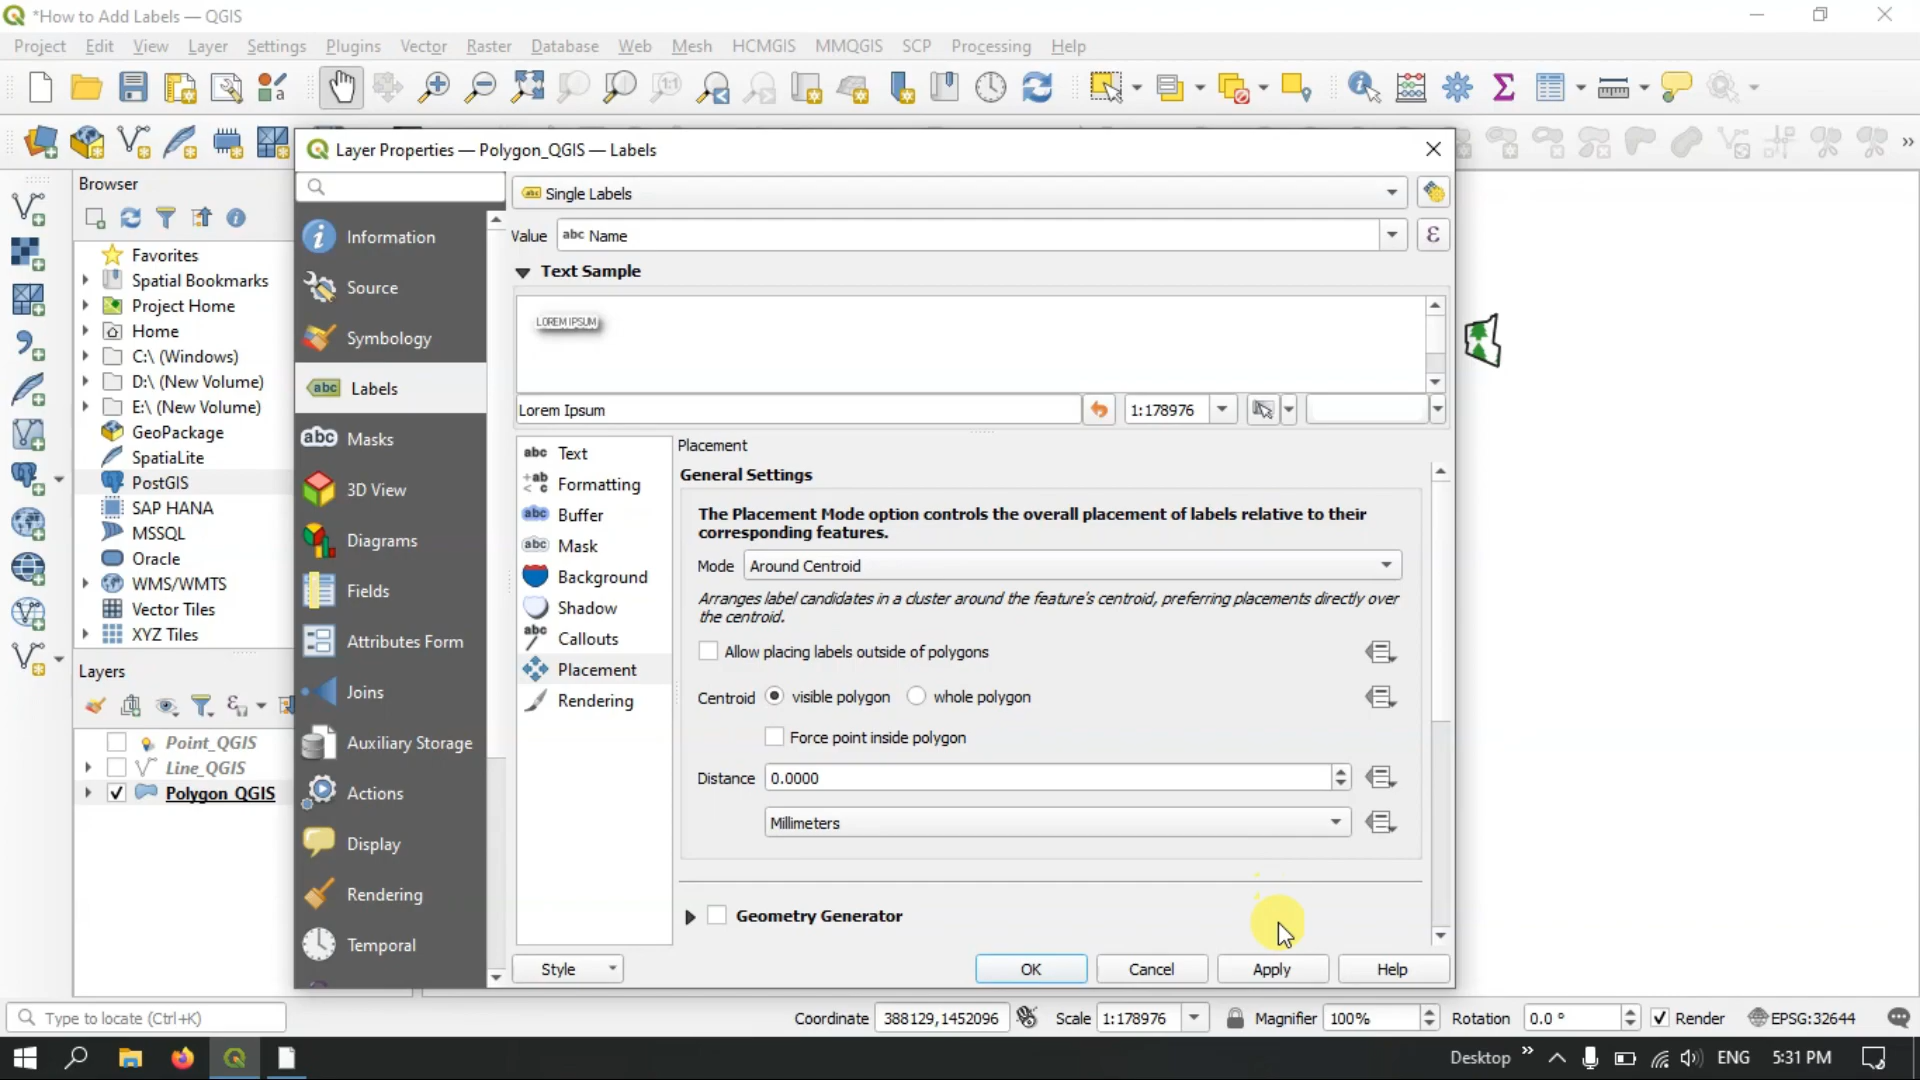 *How to Add Labels — QGIS
Project Edit View Layer Settings Plugins Vector Raster Database Web Mesh HCMGIS MMQGIS SCP Processing Help
Layer Properties — Polygon_QGIS — Labels
Browser
Favorites
Spatial Bookmarks
Project Home
Home
C:\ (Windows)
D:\ (New Volume)
E:\ (New Volume)
GeoPackage
SpatiaLite
PostGIS
SAP HANA
MSSQL
Oracle
WMS/WMTS
Vector Tiles
XYZ Tiles
Layers
Point_QGIS
Line_QGIS
Polygon_QGIS
Information
Source
Symbology
abc Labels
abc Masks
3D View
Diagrams
Fields
Attributes Form
Joins
Auxiliary Storage
Actions
Display
Rendering
Temporal
abc Single Labels
Value abc Name ε
Text Sample
LOREM IPSUM
Lorem Ipsum 1:178976
abc Text
+ab < c Formatting
abc Buffer
abc Mask
Background
Shadow
abc Callouts
Placement
Rendering
Placement
General Settings
The Placement Mode option controls the overall placement of labels relative to their
corresponding features.
Mode Around Centroid
Arranges label candidates in a cluster around the feature's centroid, preferring placements directly over
the centroid.
Allow placing labels outside of polygons
Centroid visible polygon whole polygon
Force point inside polygon
Distance 0.0000
Millimeters
Geometry Generator
Style OK Cancel Apply Help
Type to locate (Ctrl+K) Coordinate 388129,1452096 Scale 1:178976 Magnifier 100% Rotation 0.0 ° Render EPSG:32644
Desktop » ENG 5:31 PM